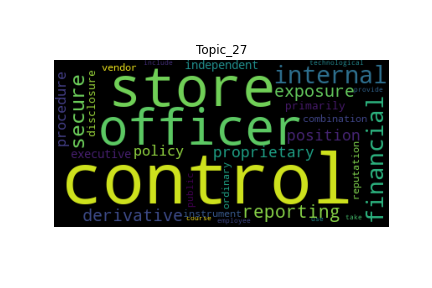 Topic_27
include technological
vendor independent
store internal
exposure provide
procedure secure disclosure
officer primarily combination
position financial
executive policy proprietary reputation
control
public ordinary
derivative instrument reporting
course employee use take